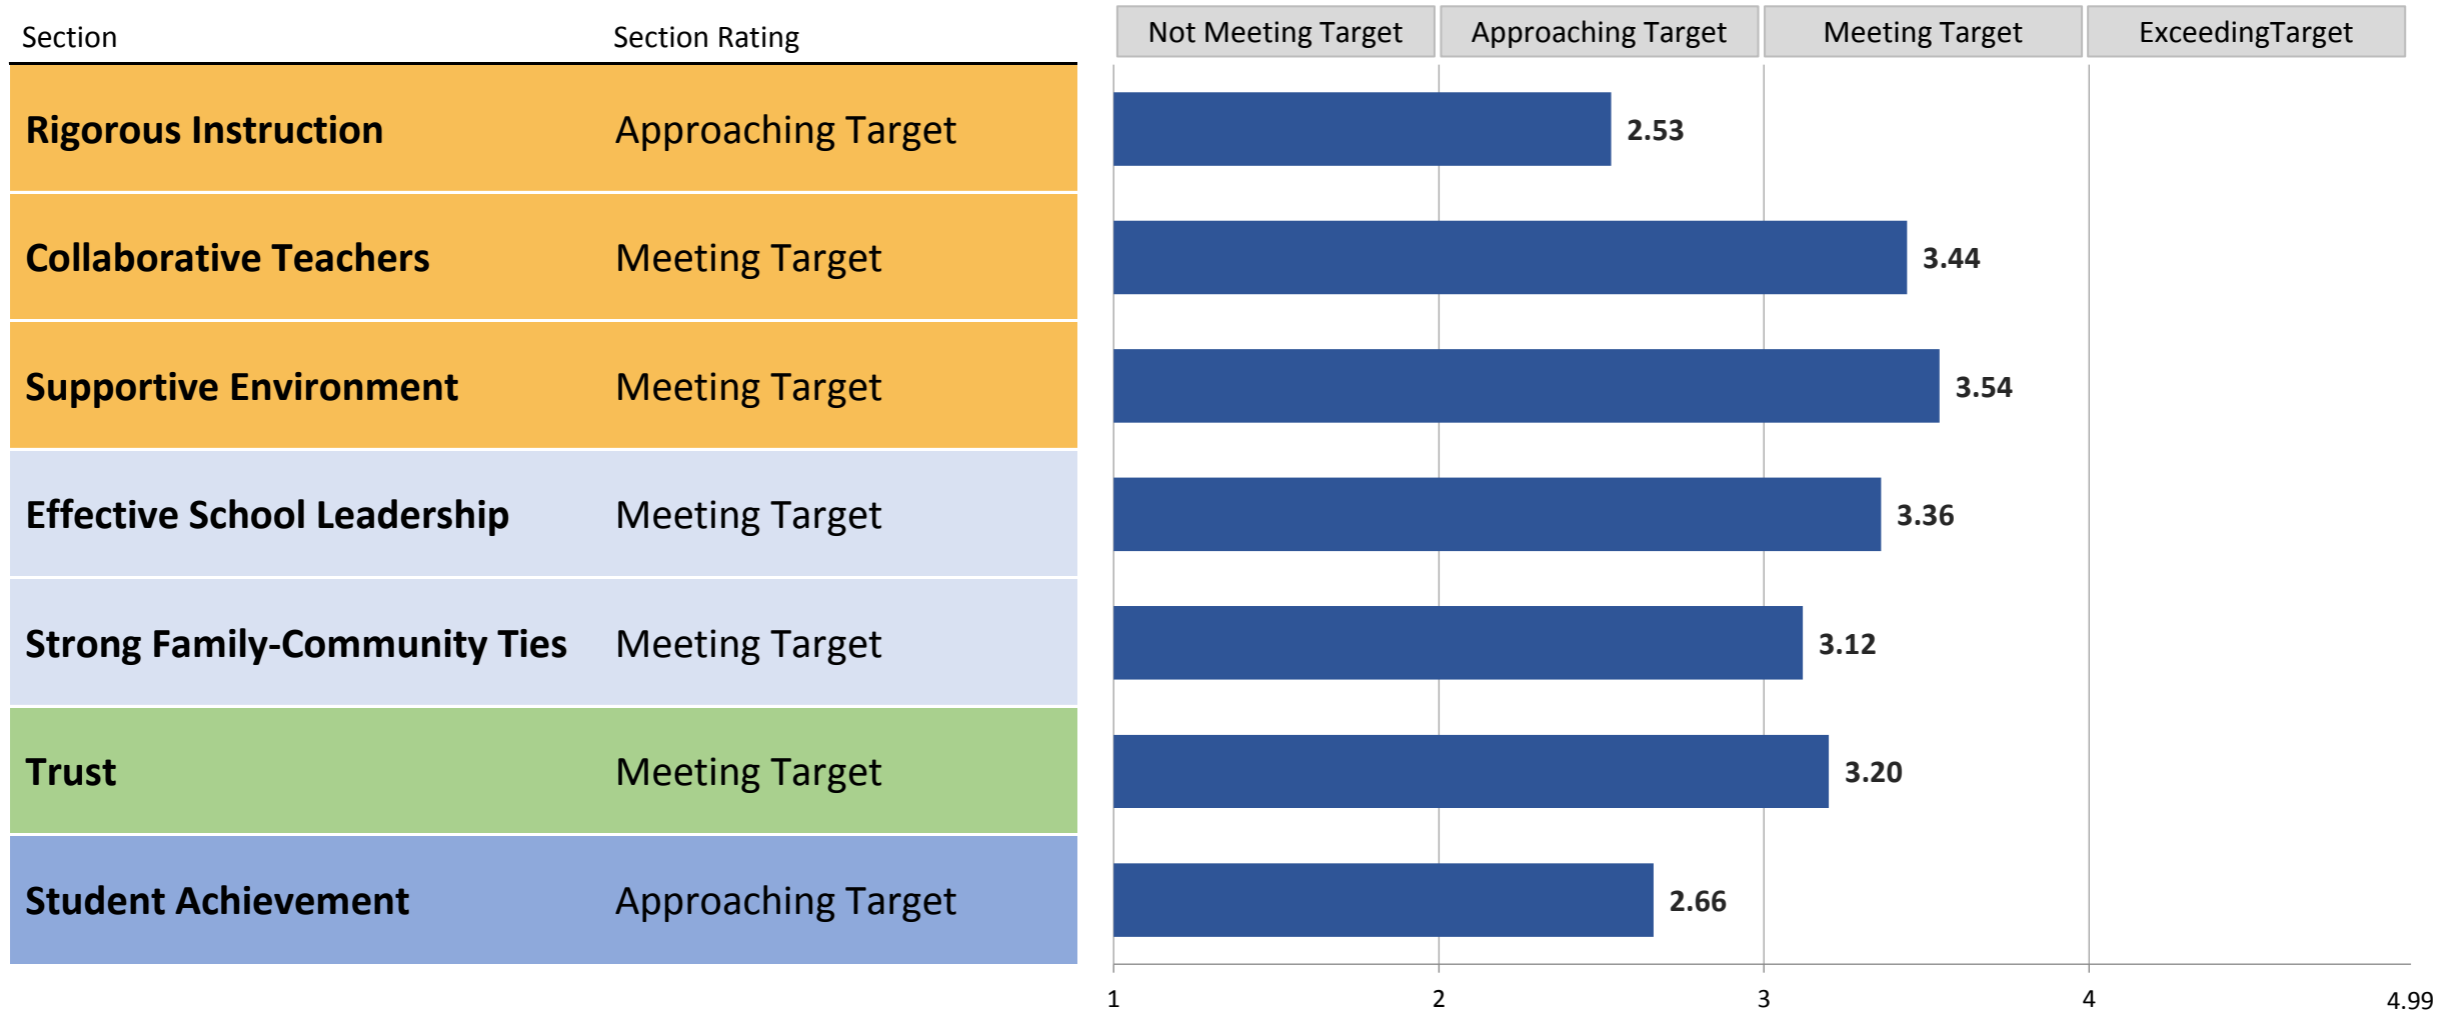 Section Section Rating Not Meeting Target Approaching Target Meeting Target ExceedingTarget
Rigorous Instruction Approaching Target 2.53
Collaborative Teachers Meeting Target 3.44
Supportive Environment Meeting Target 3.54
Effective School Leadership Meeting Target 3.36
Strong Family-Community Ties Meeting Target 3.12
Trust Meeting Target 3.20
Student Achievement Approaching Target 2.66
1 2 3 4 4.99